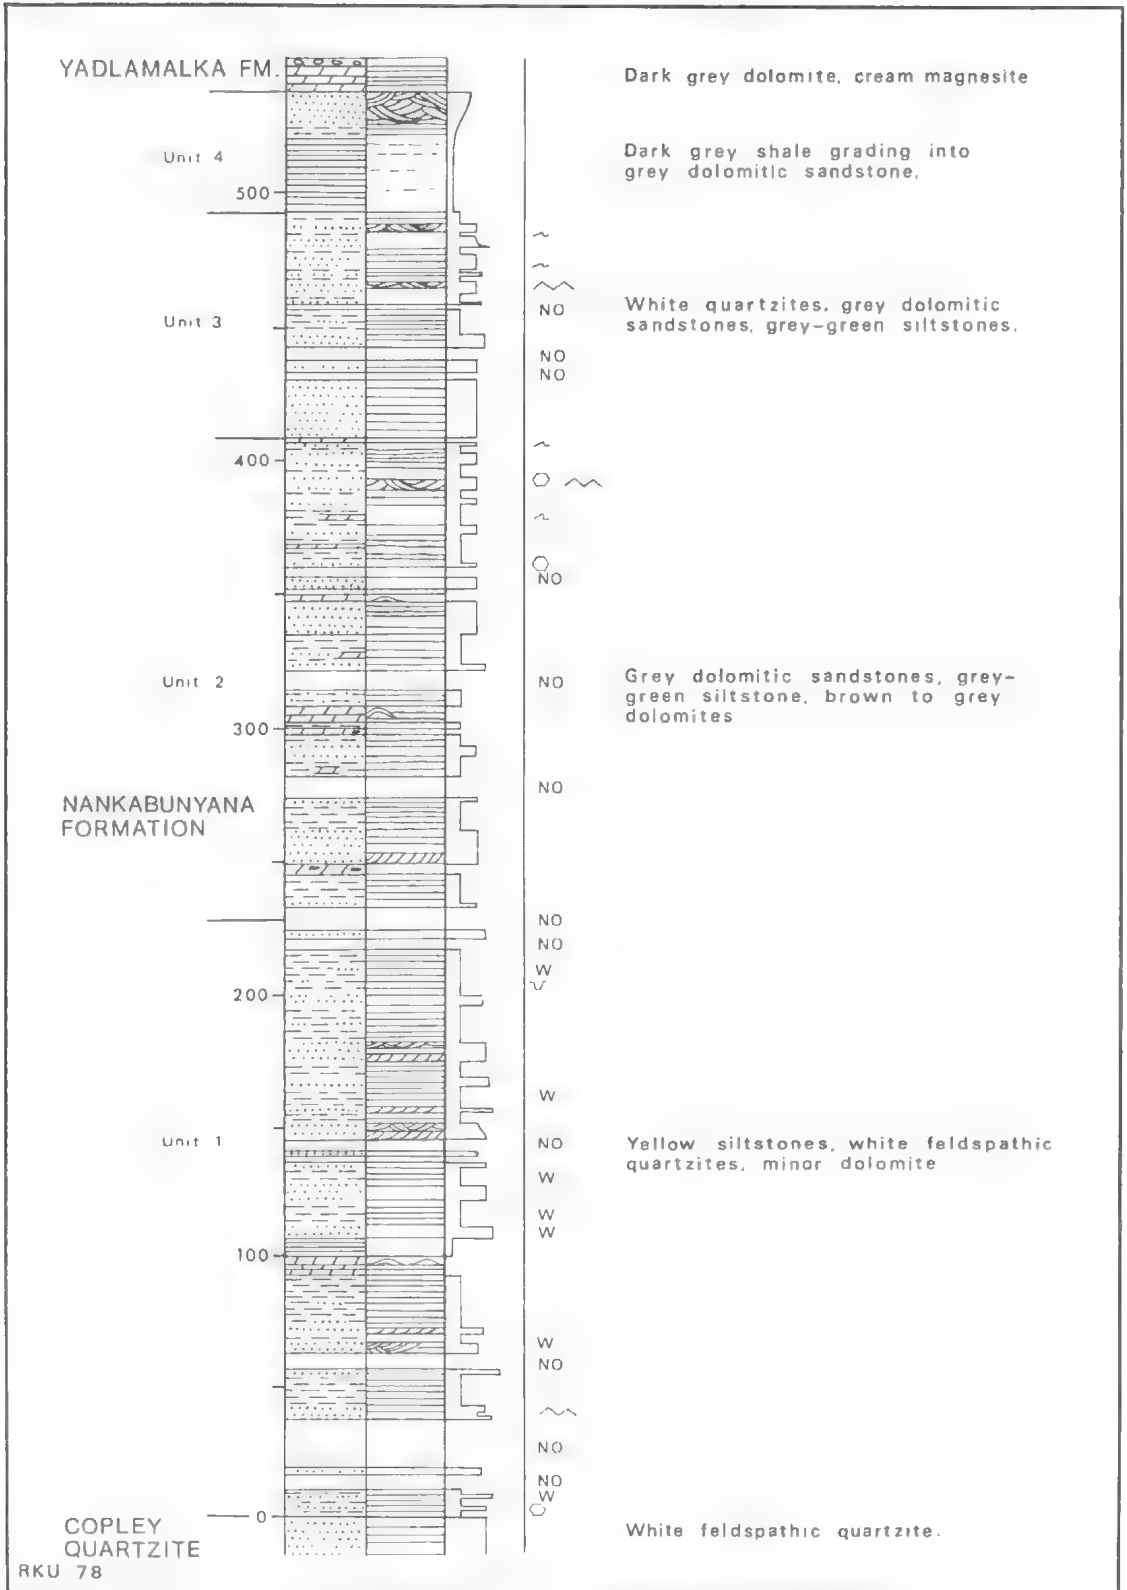 YADLAMALKA FM.
Dark grey dolomite, cream magnesite
Unit 4
Dark grey shale grading into
grey dolomitic sandstone.
500
Unit 3
NO
White quartzites, grey dolomitic
sandstones, grey-green siltstones.
NO
NO
400
NO
Unit 2
NO
Grey dolomitic sandstones, grey-
green siltstone, brown to grey
dolomites
300
NO
NANKABUNYANA
FORMATION
NO
NO
W
200
W
Unit 1
NO
Yellow siltstones, white feldspathic
quartzites, minor dolomite
W
W
W
100
W
NO
NO
NO
W
0
COPLEY
QUARTZITE
White feldspathic quartzite.
RKU 78